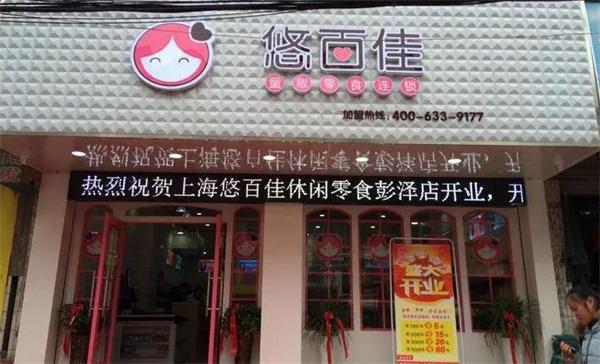 悠百佳
量贩零食连锁
加盟热线:400-633-9177
热烈祝贺上海悠百佳休闲零食彭泽店开业，开
盛大
开业